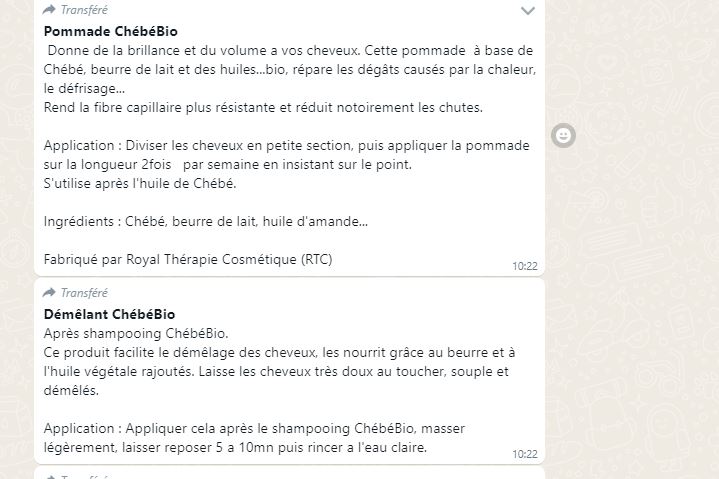 Transféré
Pommade ChébéBio
Donne de la brillance et du volume a vos cheveux. Cette pommade à base de
Chébé, beurre de lait et des huiles...bio, répare les dégâts causés par la chaleur,
le défrisage...
Rend la fibre capillaire plus résistante et réduit notoirement les chutes.
Application : Diviser les cheveux en petite section, puis appliquer la pommade
sur la longueur 2fois par semaine en insistant sur le point.
S'utilise après l'huile de Chébé.
Ingrédients : Chébé, beurre de lait, huile d'amande...
Fabriqué par Royal Thérapie Cosmétique (RTC)
10:22
Transféré
Démêlant ChébéBio
Après shampooing ChébéBio.
Ce produit facilite le démêlage des cheveux, les nourrit grâce au beurre et à
l'huile végétale rajoutés. Laisse les cheveux très doux au toucher, souple et
démêlés.
Application : Appliquer cela après le shampooing ChébéBio, masser
légèrement, laisser reposer 5 a 10mn puis rincer a l'eau claire.
10:22